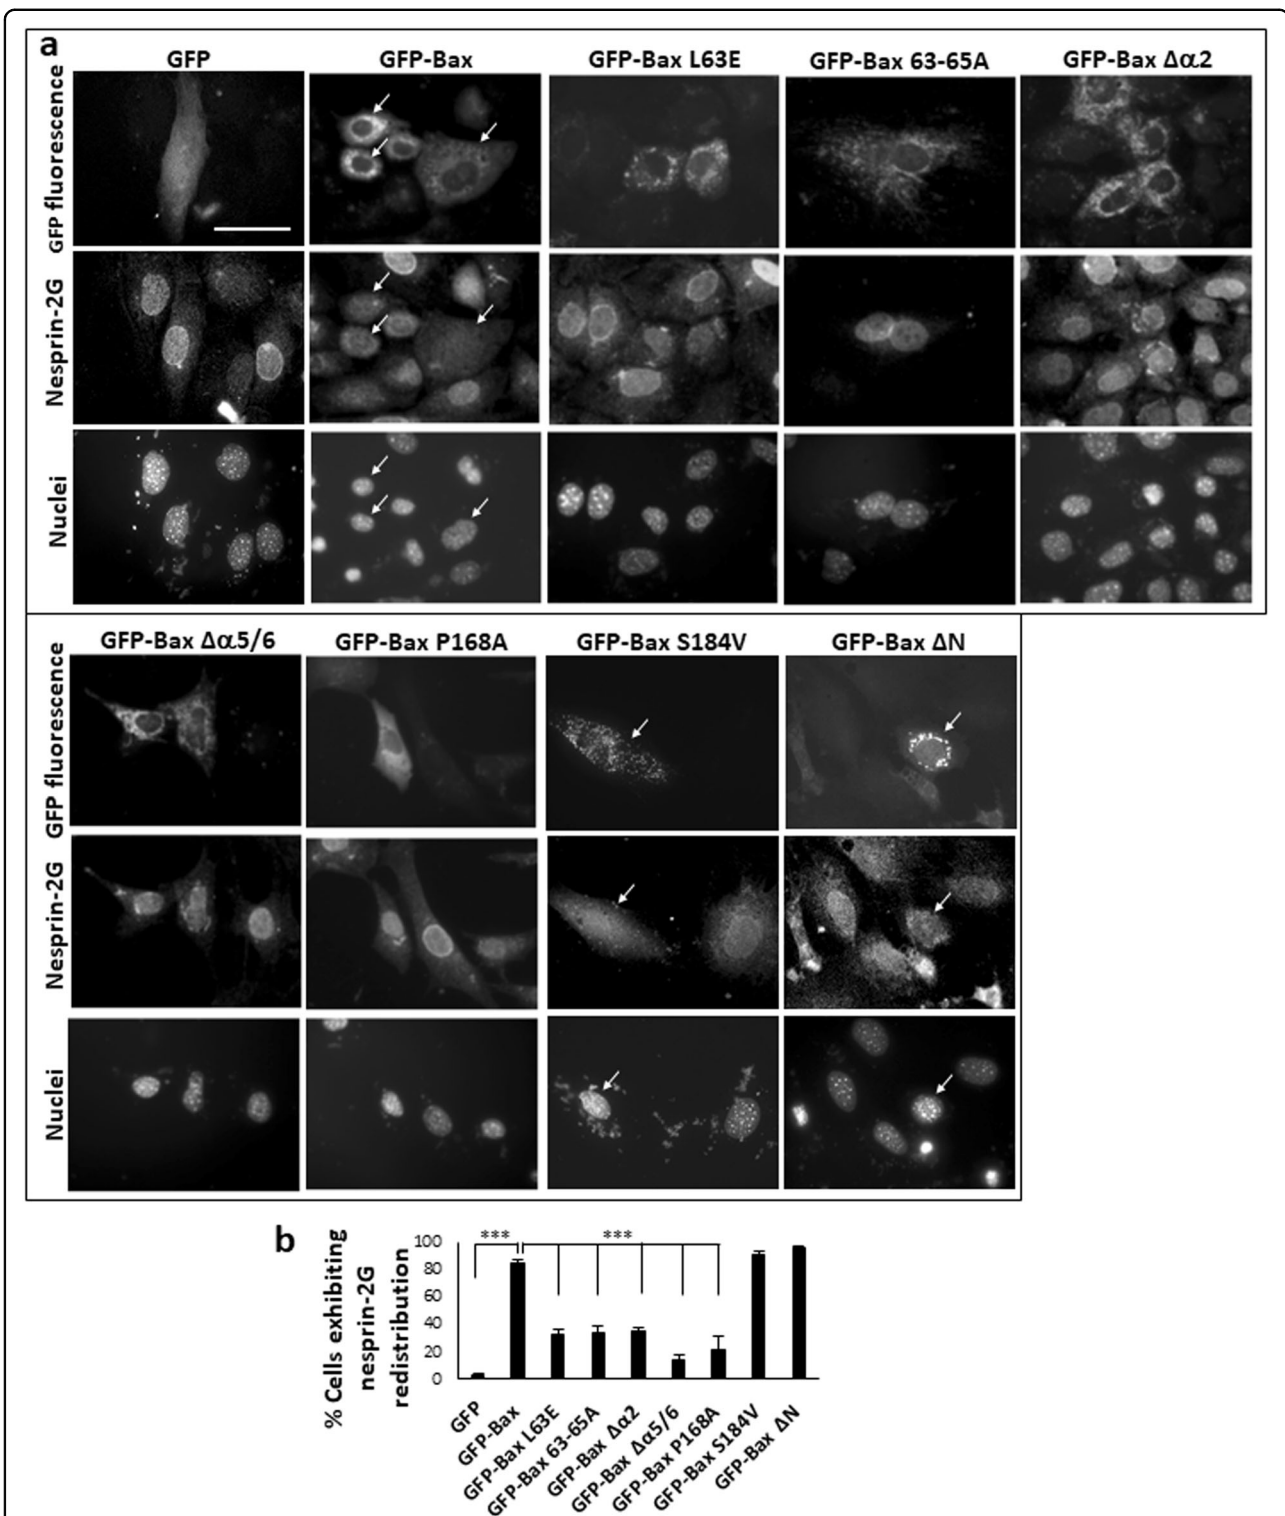 a
GFP
GFP-Bax
GFP-Bax L63E
GFP-Bax 63-65A
GFP-Bax Δα2
GFP fluorescence
Nesprin-2G
Nuclei
GFP-Bax Δα5/6
GFP-Bax P168A
GFP-Bax S184V
GFP-Bax ΔN
GFP fluorescence
Nesprin-2G
Nuclei
b
% Cells exhibiting
nesprin-2G
redistribution
100
80
60
40
20
0
***
***
GFP
GFP-Bax
GFP-Bax L63E
GFP-Bax 63-65A
GFP-Bax Δα2
GFP-Bax Δα5/6
GFP-Bax P168A
GFP-Bax S184V
GFP-Bax ΔN